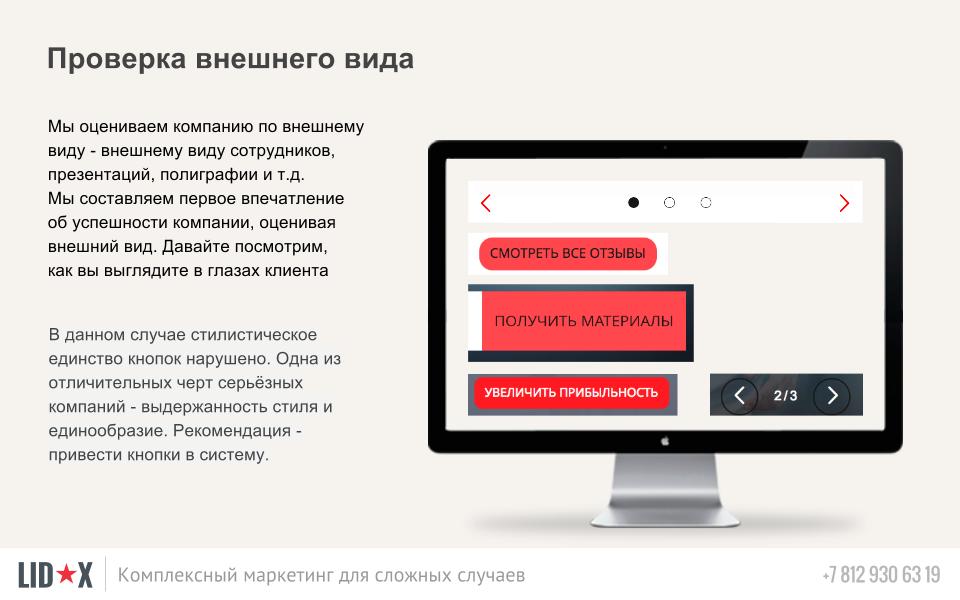 Проверка внешнего вида
Мы оцениваем компанию по внешнему
виду - внешнему виду сотрудников,
презентаций, полиграфии и т.д.
Мы составляем первое впечатление
об успешности компании, оценивая
внешний вид. Давайте посмотрим,
как вы выглядите в глазах клиента
В данном случае стилистическое
единство кнопок нарушено. Одна из
отличительных черт серьёзных
компаний - выдержанность стиля и
единообразие. Рекомендация -
привести кнопки в систему.
СМОТРЕТЬ ВСЕ ОТЗЫВЫ
ПОЛУЧИТЬ МАТЕРИАЛЫ
УВЕЛИЧИТЬ ПРИБЫЛЬНОСТЬ
2/3
LID★X
Комплексный маркетинг для сложных случаев
+7 812 930 63 19